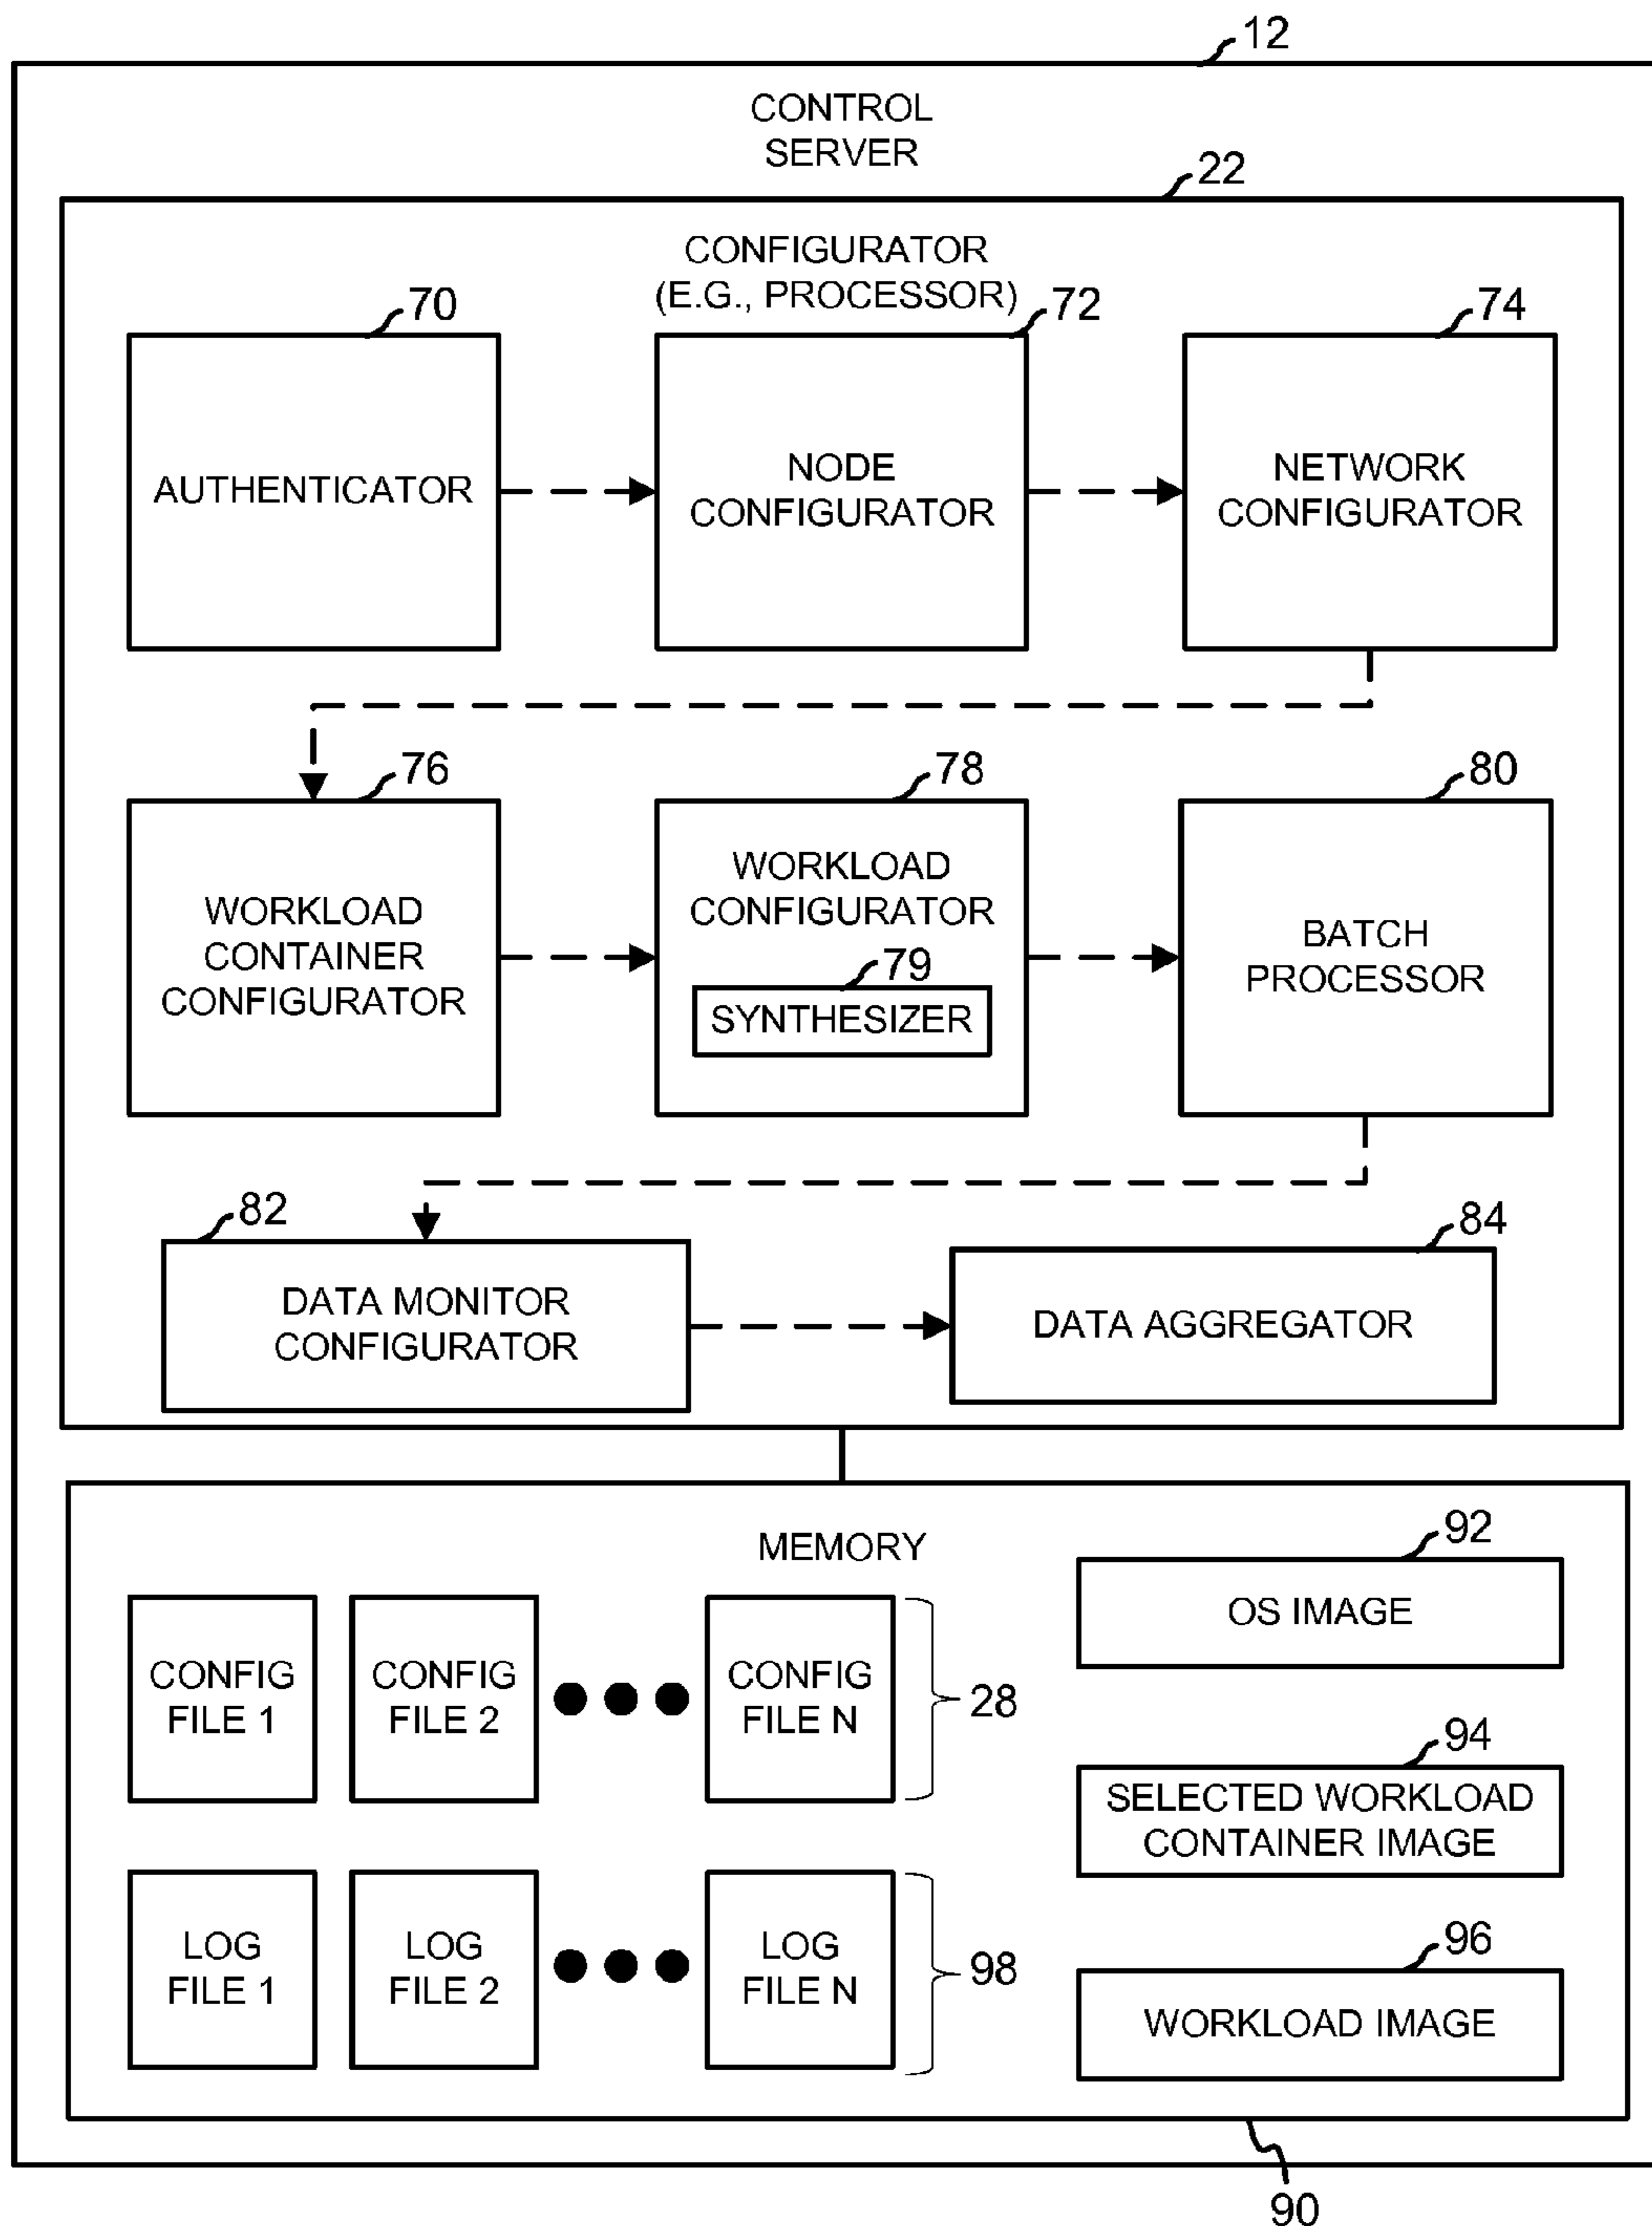 12
CONTROL
SERVER
22
CONFIGURATOR
(E.G., PROCESSOR)
70
72
74
AUTHENTICATOR
NODE
CONFIGURATOR
NETWORK
CONFIGURATOR
76
78
80
WORKLOAD
CONTAINER
CONFIGURATOR
WORKLOAD
CONFIGURATOR
79
SYNTHESIZER
BATCH
PROCESSOR
82
84
DATA MONITOR
CONFIGURATOR
DATA AGGREGATOR
MEMORY
92
OS IMAGE
CONFIG
FILE 1
CONFIG
FILE 2
CONFIG
FILE N
28
94
SELECTED WORKLOAD
CONTAINER IMAGE
LOG
FILE 1
LOG
FILE 2
LOG
FILE N
98
96
WORKLOAD IMAGE
90